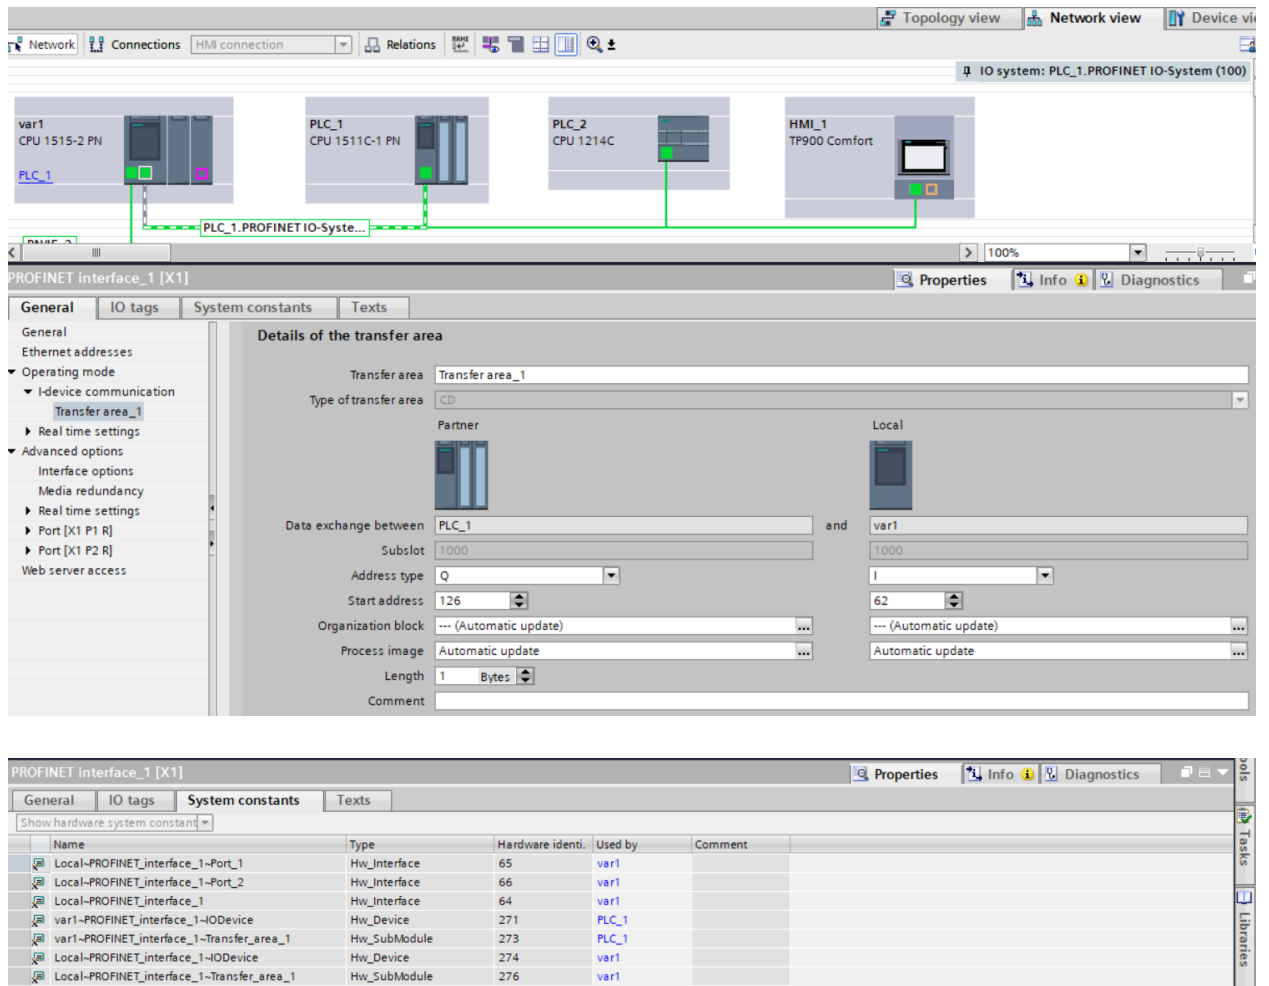 Topology view Network view Device vi
Network Connections HMI connection Relations
IO system: PLC_1.PROFINET IO-System (100)
var1 PLC_1 PLC_2 HMI_1
CPU 1515-2 PN CPU 1511C-1 PN CPU 1214C TP900 Comfort
PLC_1
PLC_1.PROFINET IO-Syste...
100%
PROFINET interface_1 [X1] Properties Info Diagnostics
General IO tags System constants Texts
General
Ethernet addresses
Operating mode
I-device communication
Transfer area_1
Real time settings
Advanced options
Interface options
Media redundancy
Real time settings
Port [X1 P1 R]
Port [X1 P2 R]
Web server access
Details of the transfer area
Transfer area Transfer area_1
Type of transfer area CD
Partner Local
Data exchange between PLC_1 and var1
Subslot 1000 1000
Address type Q I
Start address 126 62
Organization block --- (Automatic update) ... --- (Automatic update) ...
Process image Automatic update ... Automatic update ...
Length 1 Bytes
Comment
PROFINET interface_1 [X1] Properties Info Diagnostics
General IO tags System constants Texts
Show hardware system constant
Name Type Hardware identi. Used by Comment
Local~PROFINET_interface_1~Port_1 Hw_Interface 65 var1
Local~PROFINET_interface_1~Port_2 Hw_Interface 66 var1
Local~PROFINET_interface_1 Hw_Interface 64 var1
var1~PROFINET_interface_1~IODevice Hw_Device 271 PLC_1
var1~PROFINET_interface_1~Transfer_area_1 Hw_SubModule 273 PLC_1
Local~PROFINET_interface_1~IODevice Hw_Device 274 var1
Local~PROFINET_interface_1~Transfer_area_1 Hw_SubModule 276 var1
ols
Tasks
Libraries